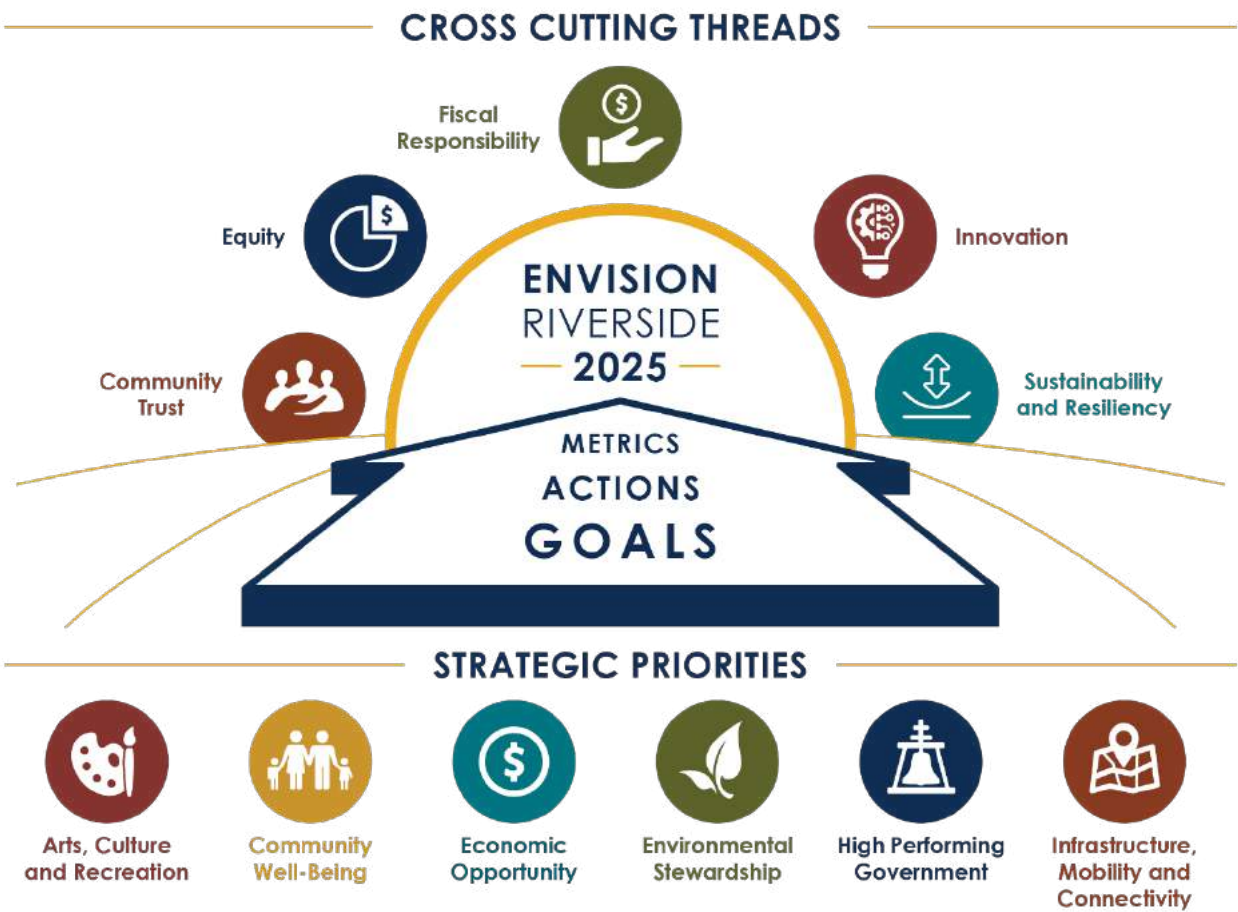 CROSS CUTTING THREADS
Fiscal
Responsibility
$
Equity
$
Innovation
ENVISION
RIVERSIDE
2025
Community
Trust
Sustainability
and Resiliency
METRICS
ACTIONS
GOALS
STRATEGIC PRIORITIES
$
Arts, Culture
and Recreation
Community
Well-Being
Economic
Opportunity
Environmental
Stewardship
High Performing
Government
Infrastructure,
Mobility and
Connectivity